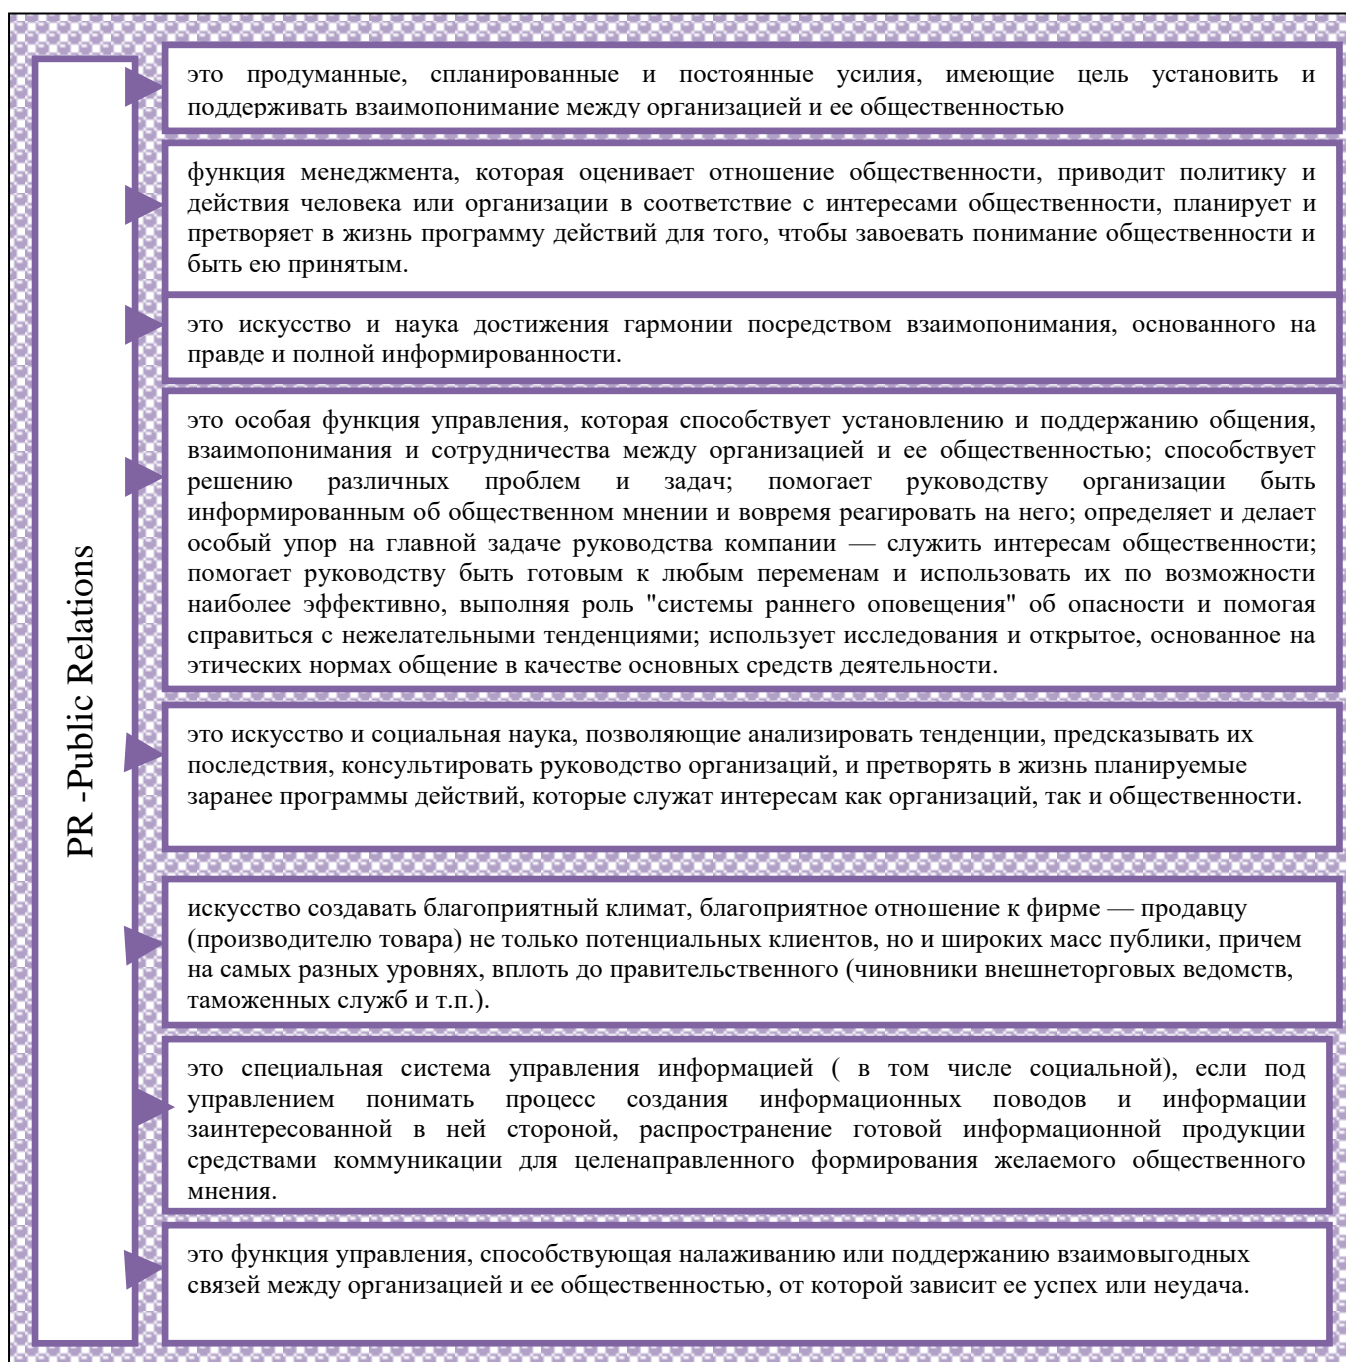 PR -Public Relations
это продуманные, спланированные и постоянные усилия, имеющие цель установить и
поддерживать взаимопонимание между организацией и ее общественностью
функция менеджмента, которая оценивает отношение общественности, приводит политику и
действия человека или организации в соответствие с интересами общественности, планирует и
претворяет в жизнь программу действий для того, чтобы завоевать понимание общественности и
быть ею принятым.
это искусство и наука достижения гармонии посредством взаимопонимания, основанного на
правде и полной информированности.
это особая функция управления, которая способствует установлению и поддержанию общения,
взаимопонимания и сотрудничества между организацией и ее общественностью; способствует
решению различных проблем и задач; помогает руководству организации быть
информированным об общественном мнении и вовремя реагировать на него; определяет и делает
особый упор на главной задаче руководства компании — служить интересам общественности;
помогает руководству быть готовым к любым переменам и использовать их по возможности
наиболее эффективно, выполняя роль "системы раннего оповещения" об опасности и помогая
справиться с нежелательными тенденциями; использует исследования и открытое, основанное на
этических нормах общение в качестве основных средств деятельности.
это искусство и социальная наука, позволяющие анализировать тенденции, предсказывать их
последствия, консультировать руководство организаций, и претворять в жизнь планируемые
заранее программы действий, которые служат интересам как организаций, так и общественности.
искусство создавать благоприятный климат, благоприятное отношение к фирме — продавцу
(производителю товара) не только потенциальных клиентов, но и широких масс публики, причем
на самых разных уровнях, вплоть до правительственного (чиновники внешнеторговых ведомств,
таможенных служб и т.п.).
это специальная система управления информацией ( в том числе социальной), если под
управлением понимать процесс создания информационных поводов и информации
заинтересованной в ней стороной, распространение готовой информационной продукции
средствами коммуникации для целенаправленного формирования желаемого общественного
мнения.
это функция управления, способствующая налаживанию или поддержанию взаимовыгодных
связей между организацией и ее общественностью, от которой зависит ее успех или неудача.